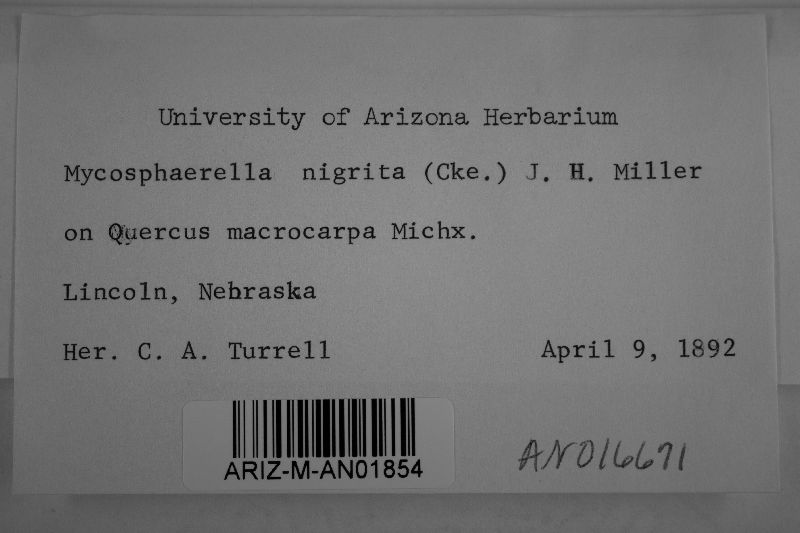 University of Arizona Herbarium
Mycosphaerella nigrita (Cke.) J. H. Miller
on Quercus macrocarpa Michx.
Lincoln, Nebraska
Her. C. A. Turrell April 9, 1892
ARIZ-M-AN01854
AN016671